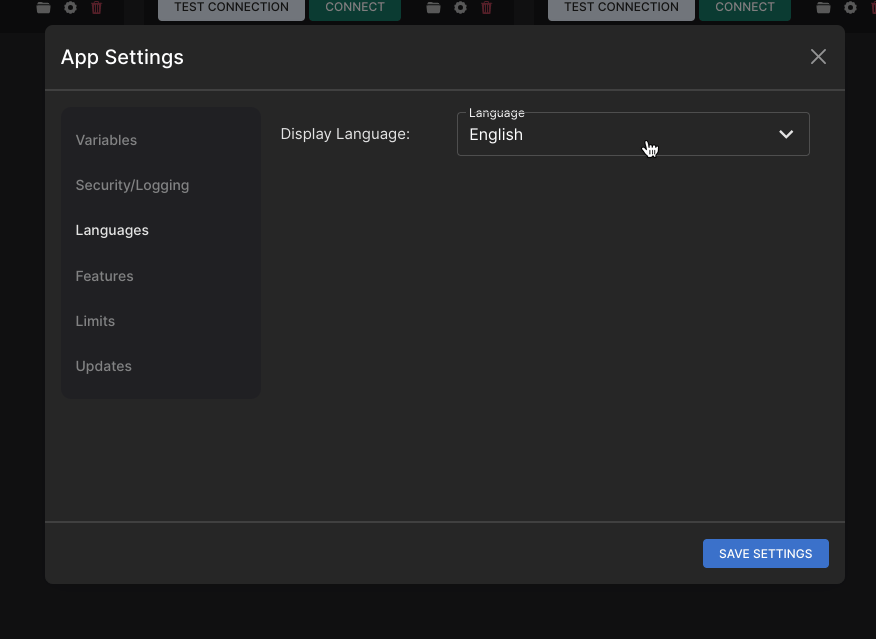 TEST CONNECTION CONNECT TEST CONNECTION CONNECT
App Settings
Variables
Security/Logging
Languages
Features
Limits
Updates
Language
Display Language: English
SAVE SETTINGS